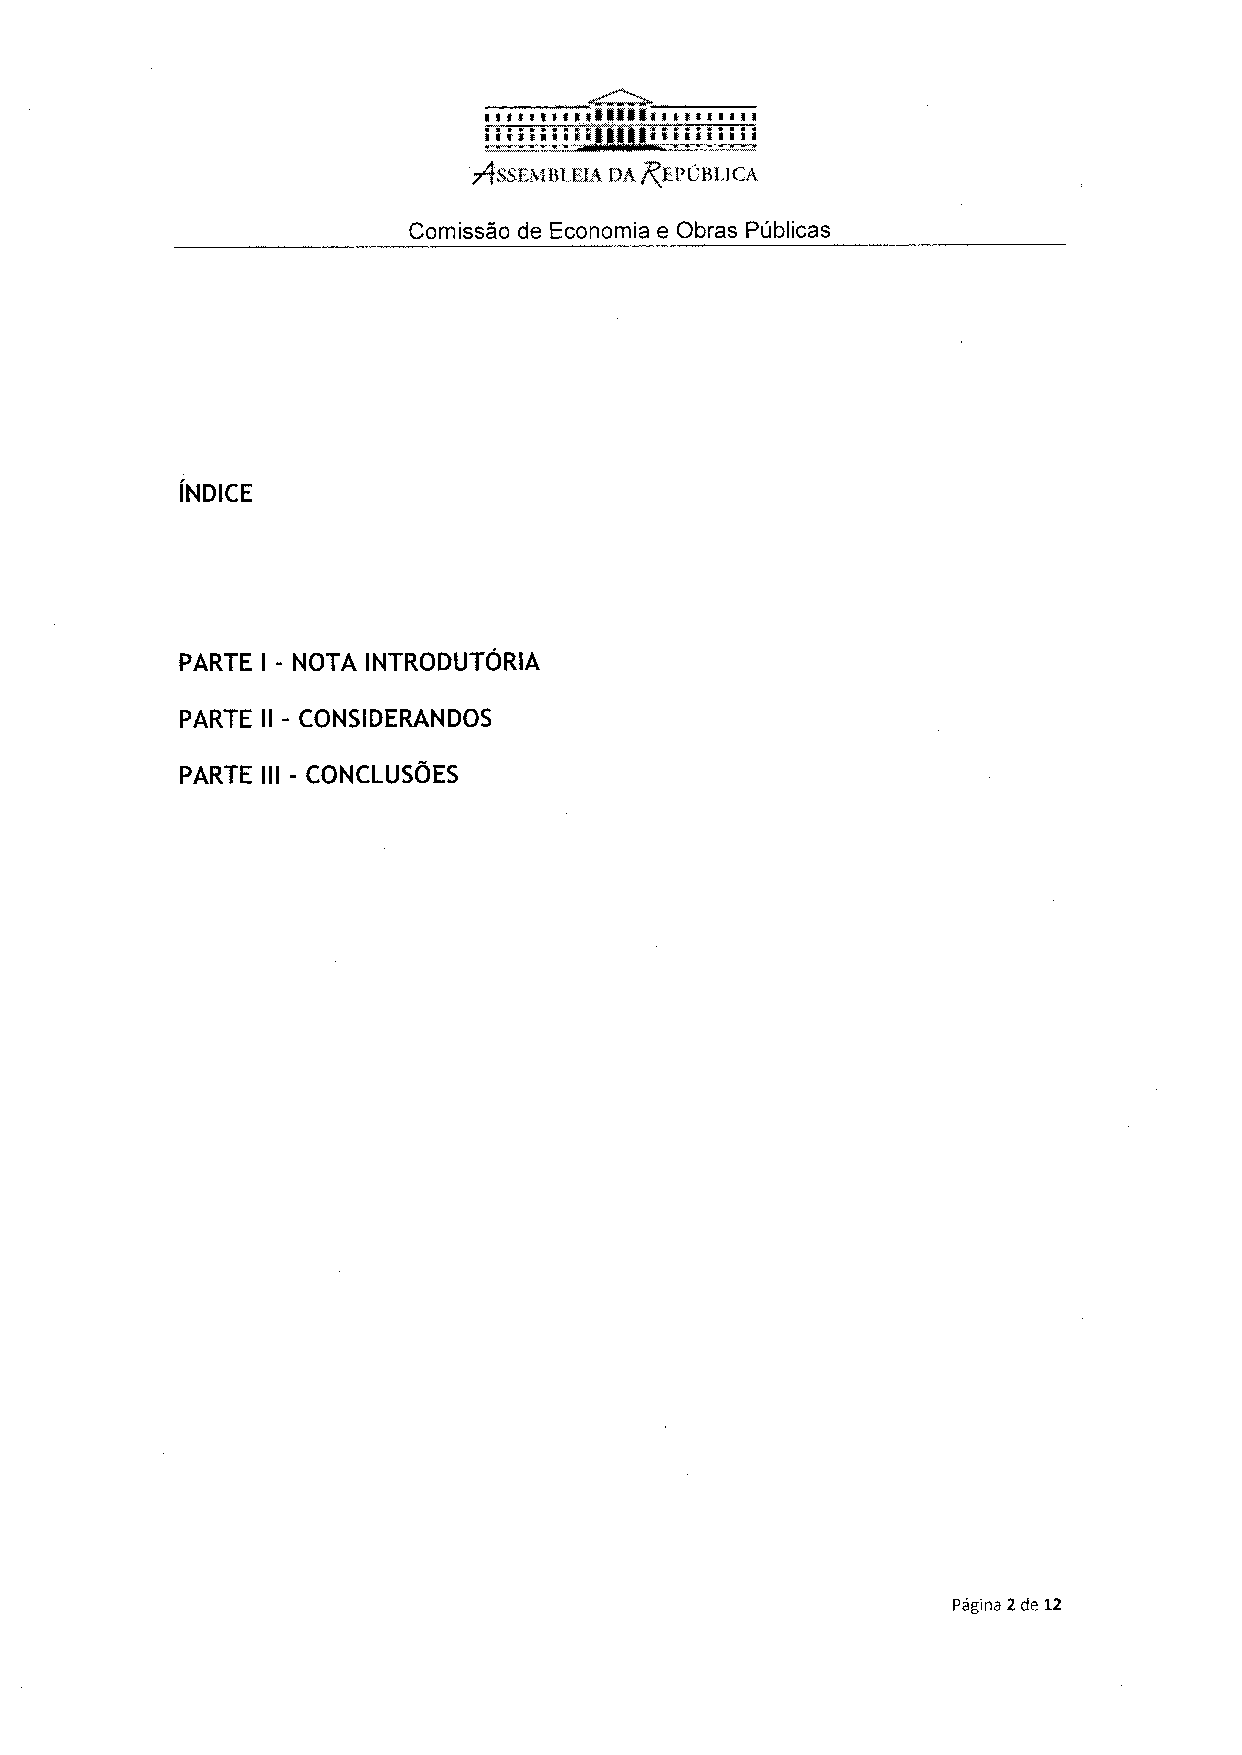 ASSEMBLEIA DA REPÚBLICA
Comissão de Economia e Obras Públicas
ÍNDICE
PARTE I - NOTA INTRODUTÓRIA
PARTE II - CONSIDERANDOS
PARTE III - CONCLUSÕES
Página 2 de 12